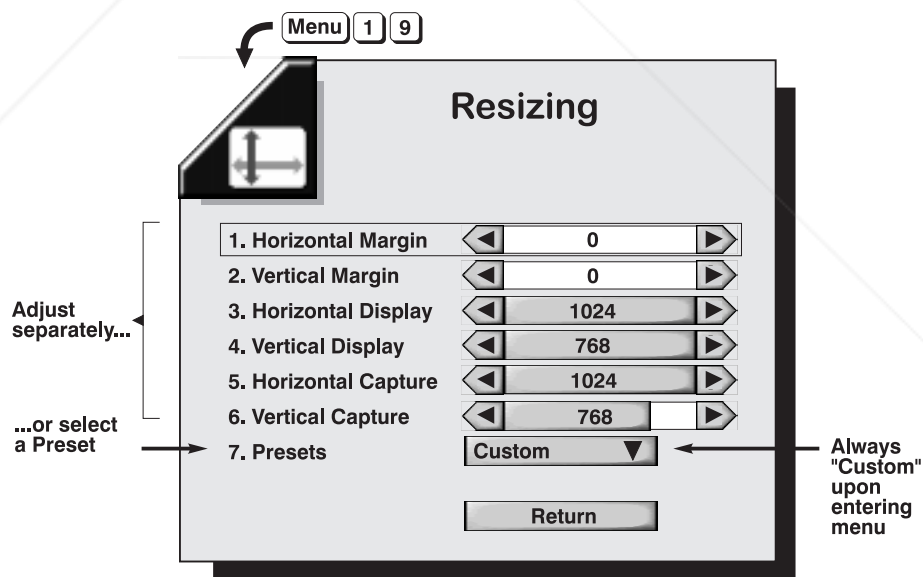 Menu 1 9
Resizing
1. Horizontal Margin 0
2. Vertical Margin 0
3. Horizontal Display 1024
4. Vertical Display 768
5. Horizontal Capture 1024
6. Vertical Capture 768
7. Presets Custom
Return
Adjust
separately...
...or select
a Preset
Always
"Custom"
upon
entering
menu